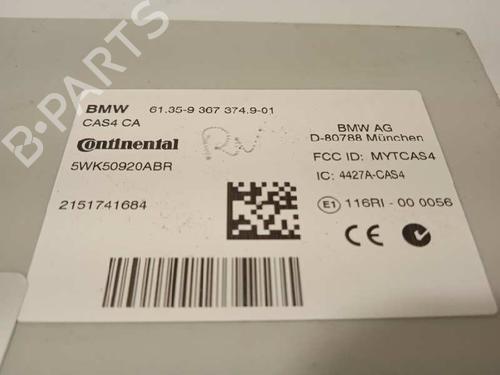 BMW 61.35-9 367 374.9-01
CAS4 CA
Continental
5WK50920ABR
2151741684
RN
BMW AG
D-80788 München
FCC ID: MYTCAS4
IC: 4427A-CAS4
E1 116RI- 00 0056
CE
B-PARTS